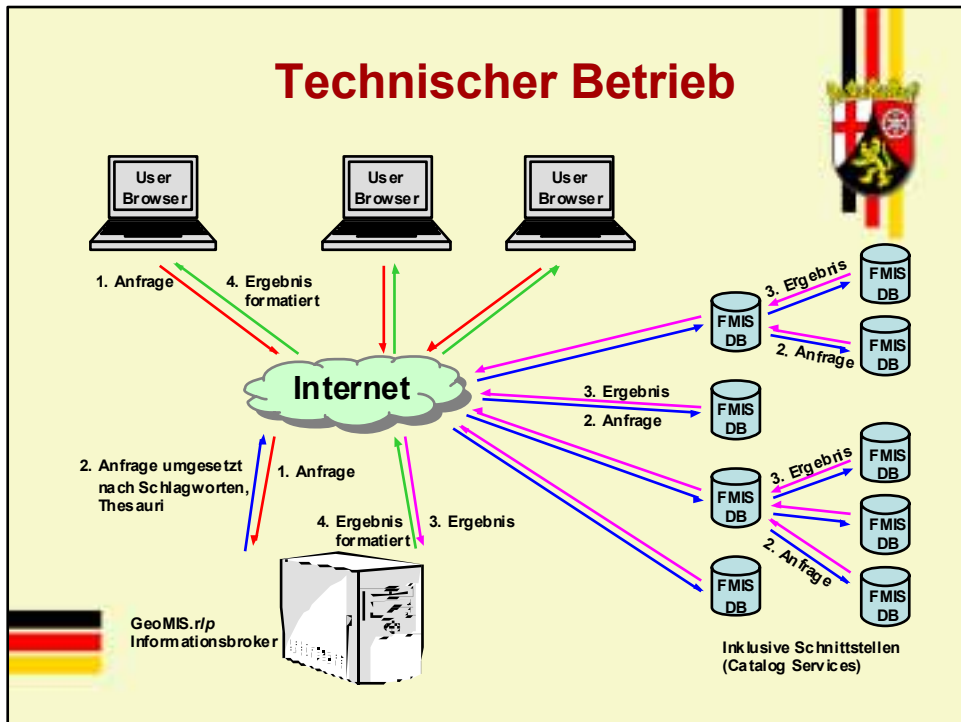 Technischer Betrieb
User
Browser
User
Browser
User
Browser
1. Anfrage
4. Ergebnis
formatiert
3. Ergebnis
FMIS
DB
FMIS
DB
2. Anfrage
FMIS
DB
Internet
3. Ergebnis
2. Anfrage
FMIS
DB
3. Ergebnis
FMIS
DB
2. Anfrage umgesetzt
nach Schlagworten,
Thesauri
1. Anfrage
FMIS
DB
FMIS
DB
4. Ergebnis
formatiert
3. Ergebnis
2. Anfrage
FMIS
DB
FMIS
DB
GeoMIS.rlp
Informationsbroker
Inklusive Schnittstellen
(Catalog Services)